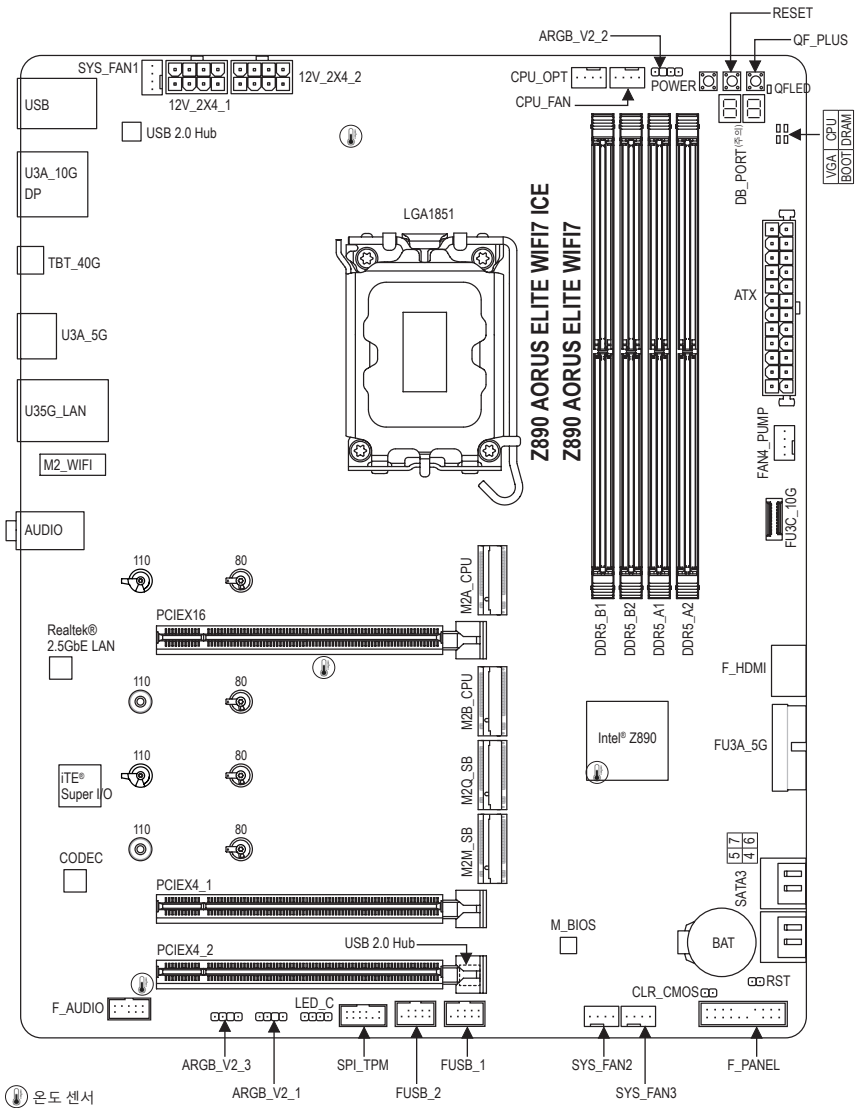 RESET
ARGB_V2_2
QF_PLUS
SYS_FAN1
12V_2X4_2
12V_2X4_1
CPU_OPT
CPU_FAN
POWER
QFLED
USB
USB 2.0 Hub
DB_PORT(주의)
VGA CPU
BOOT DRAM
U3A_10G
DP
LGA1851
TBT_40G
ATX
U3A_5G
U35G_LAN
M2_WIFI
Z890 AORUS ELITE WIFI7 ICE
Z890 AORUS ELITE WIFI7
FAN4_PUMP
FU3C_10G
AUDIO
110
80
M2A_CPU
PCIEX16
DDR5_B1
DDR5_B2
DDR5_A1
DDR5_A2
Realtek®
2.5GbE LAN
F_HDMI
110
80
M2B_CPU
Intel® Z890
FU3A_5G
110
80
M2Q_SB
iTE®
Super I/O
110
80
M2M_SB
5 7
4 6
SATA3
CODEC
PCIEX4_1
M_BIOS
BAT
PCIEX4_2
USB 2.0 Hub
RST
CLR_CMOS
F_AUDIO
LED_C
ARGB_V2_3
SPI_TPM
FUSB_1
SYS_FAN2
F_PANEL
ARGB_V2_1
FUSB_2
SYS_FAN3
온도 센서